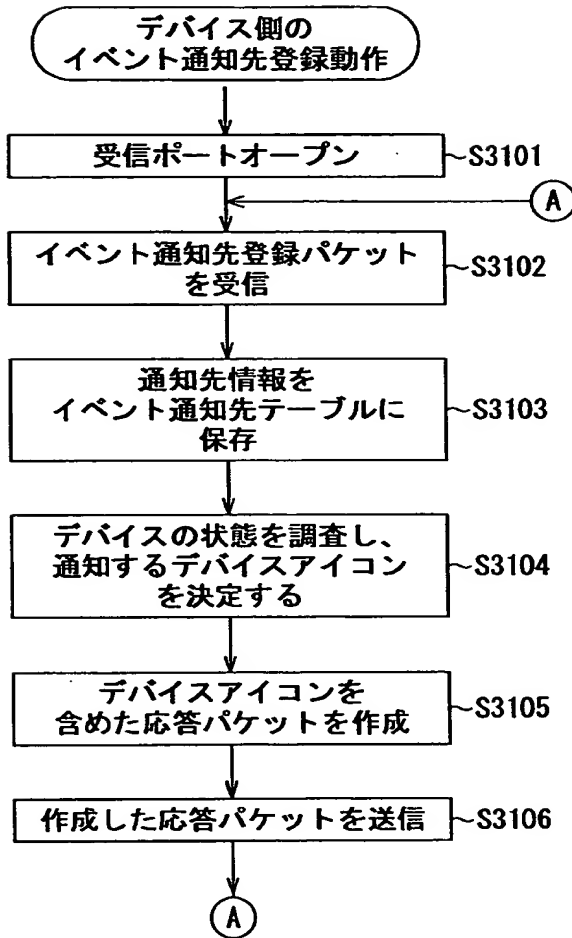 デバイス側の
イベント通知先登録動作
受信ポートオープン
~S3101
A
イベント通知先登録パケット
を受信
~S3102
通知先情報を
イベント通知先テーブルに
保存
~S3103
デバイスの状態を調査し、
通知するデバイスアイコン
を決定する
~S3104
デバイスアイコンを
含めた応答パケットを作成
~S3105
作成した応答パケットを送信
~S3106
A